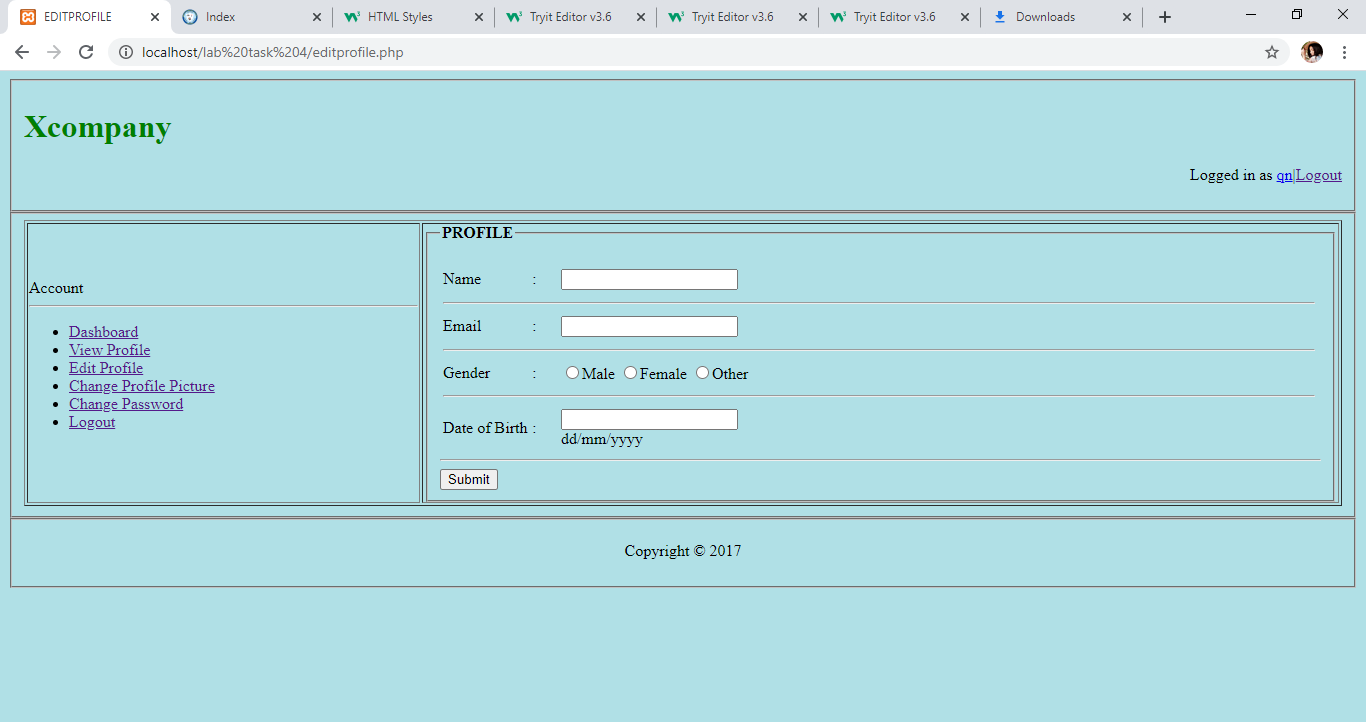 EDITPROFILE
Index
HTML Styles
Tryit Editor v3.6
Tryit Editor v3.6
Tryit Editor v3.6
Downloads
localhost/lab%20task%204/editprofile.php
Xcompany
Logged in as qn|Logout
Account
Dashboard
View Profile
Edit Profile
Change Profile Picture
Change Password
Logout
PROFILE
Name :
Email :
Gender : Male Female Other
Date of Birth :
dd/mm/yyyy
Submit
Copyright © 2017